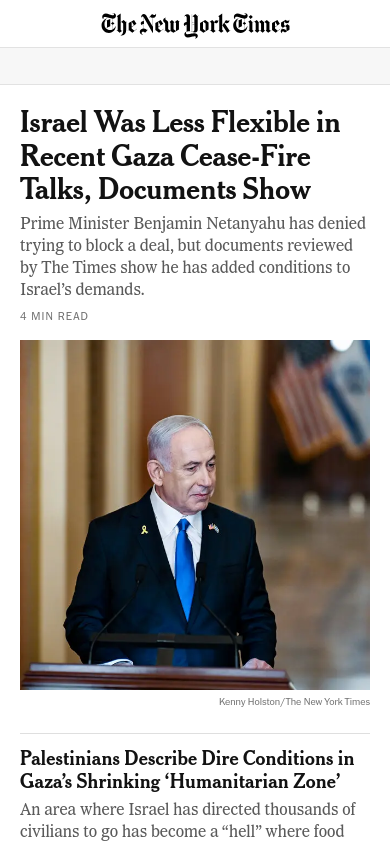 The New York Times
Israel Was Less Flexible in
Recent Gaza Cease-Fire
Talks, Documents Show
Prime Minister Benjamin Netanyahu has denied
trying to block a deal, but documents reviewed
by The Times show he has added conditions to
Israel’s demands.
4 MIN READ
Kenny Holston/The New York Times
Palestinians Describe Dire Conditions in
Gaza’s Shrinking ‘Humanitarian Zone’
An area where Israel has directed thousands of
civilians to go has become a “hell” where food